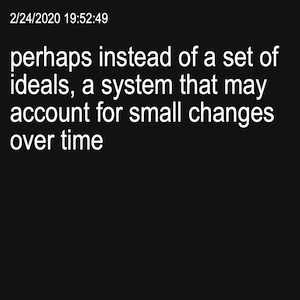 2/24/2020 19:52:49
perhaps instead of a set of
ideals, a system that may
account for small changes
over time